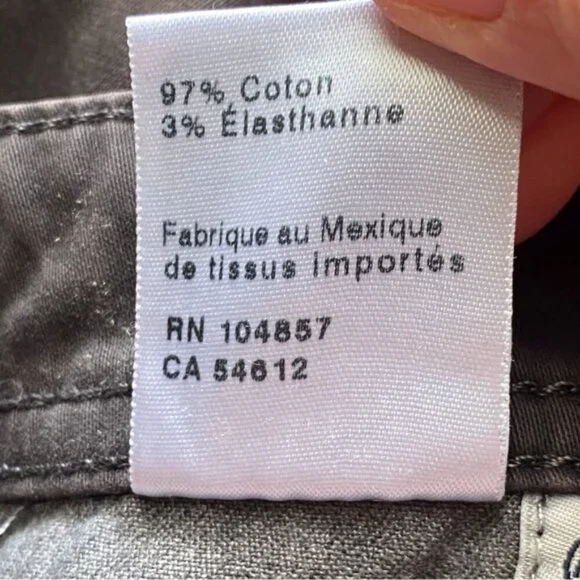 97% Coton
3% Élasthanne
Fabrique au Mexique
de tissus importés
RN 104857
CA 54612